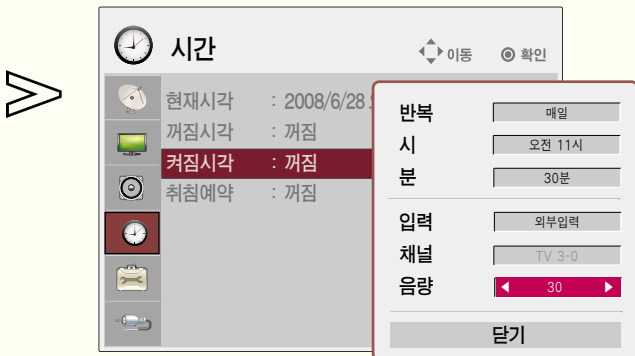 시간
이동 확인
현재시각 : 2008/6/28
꺼짐시각 : 꺼짐
켜짐시각 : 꺼짐
취침예약 : 꺼짐
반복 매일
시 오전 11시
분 30분
입력 외부입력
채널 TV 3-0
음량 30
닫기